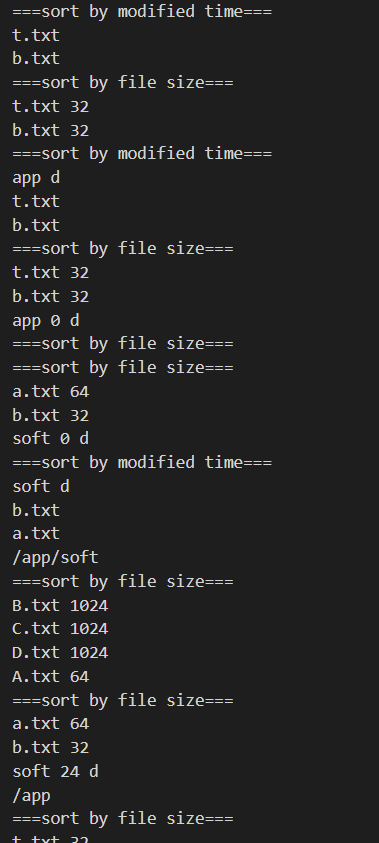 ===sort by modified time===
t.txt
b.txt
===sort by file size===
t.txt 32
b.txt 32
===sort by modified time===
app d
t.txt
b.txt
===sort by file size===
t.txt 32
b.txt 32
app 0 d
===sort by file size===
===sort by file size===
a.txt 64
b.txt 32
soft 0 d
===sort by modified time===
soft d
b.txt
a.txt
/app/soft
===sort by file size===
B.txt 1024
C.txt 1024
D.txt 1024
A.txt 64
===sort by file size===
a.txt 64
b.txt 32
soft 24 d
/app
===sort by file size===
t.txt 32